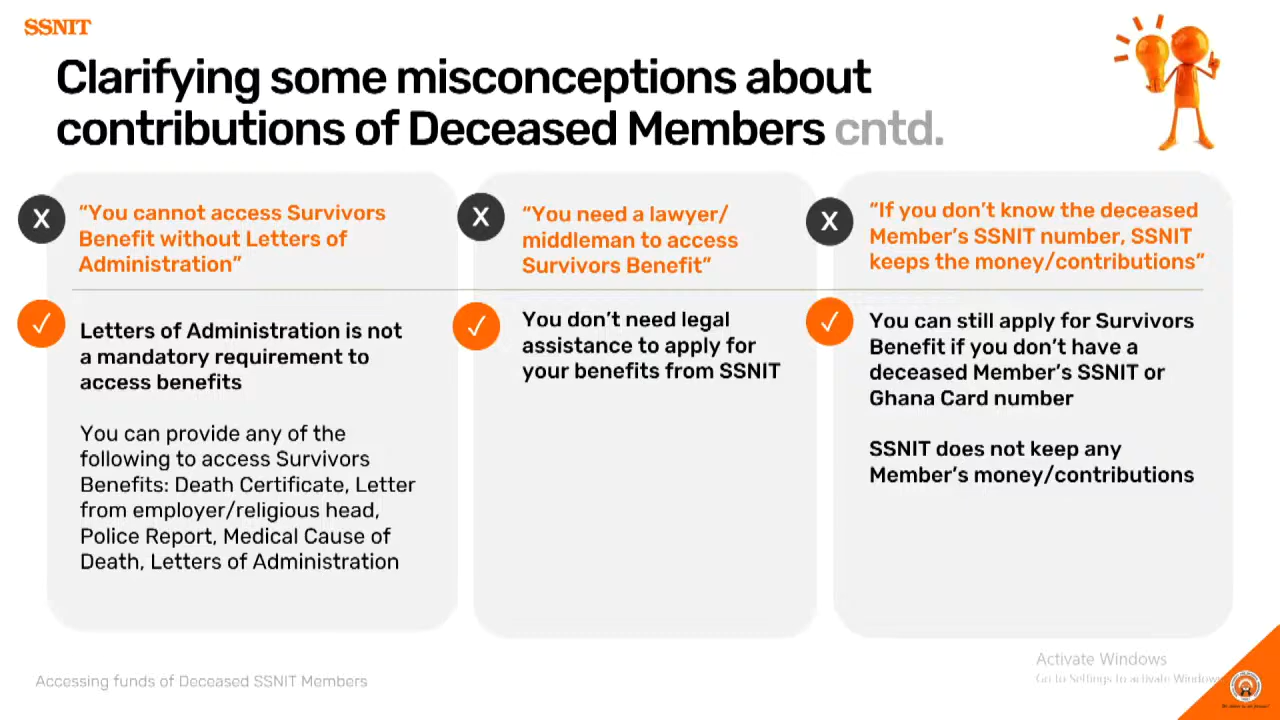 SSNIT
Clarifying some misconceptions about
contributions of Deceased Members cntd.
X
“You cannot access Survivors
Benefit without Letters of
Administration”
✓
Letters of Administration is not
a mandatory requirement to
access benefits
You can provide any of the
following to access Survivors
Benefits: Death Certificate, Letter
from employer/religious head,
Police Report, Medical Cause of
Death, Letters of Administration
X
“You need a lawyer/
middleman to access
Survivors Benefit”
✓
You don’t need legal
assistance to apply for
your benefits from SSNIT
X
“If you don’t know the deceased
Member’s SSNIT number, SSNIT
keeps the money/contributions”
✓
You can still apply for Survivors
Benefit if you don’t have a
deceased Member’s SSNIT or
Ghana Card number
SSNIT does not keep any
Member’s money/contributions
Accessing funds of Deceased SSNIT Members
Activate Windows
Go to Settings to activate Windows